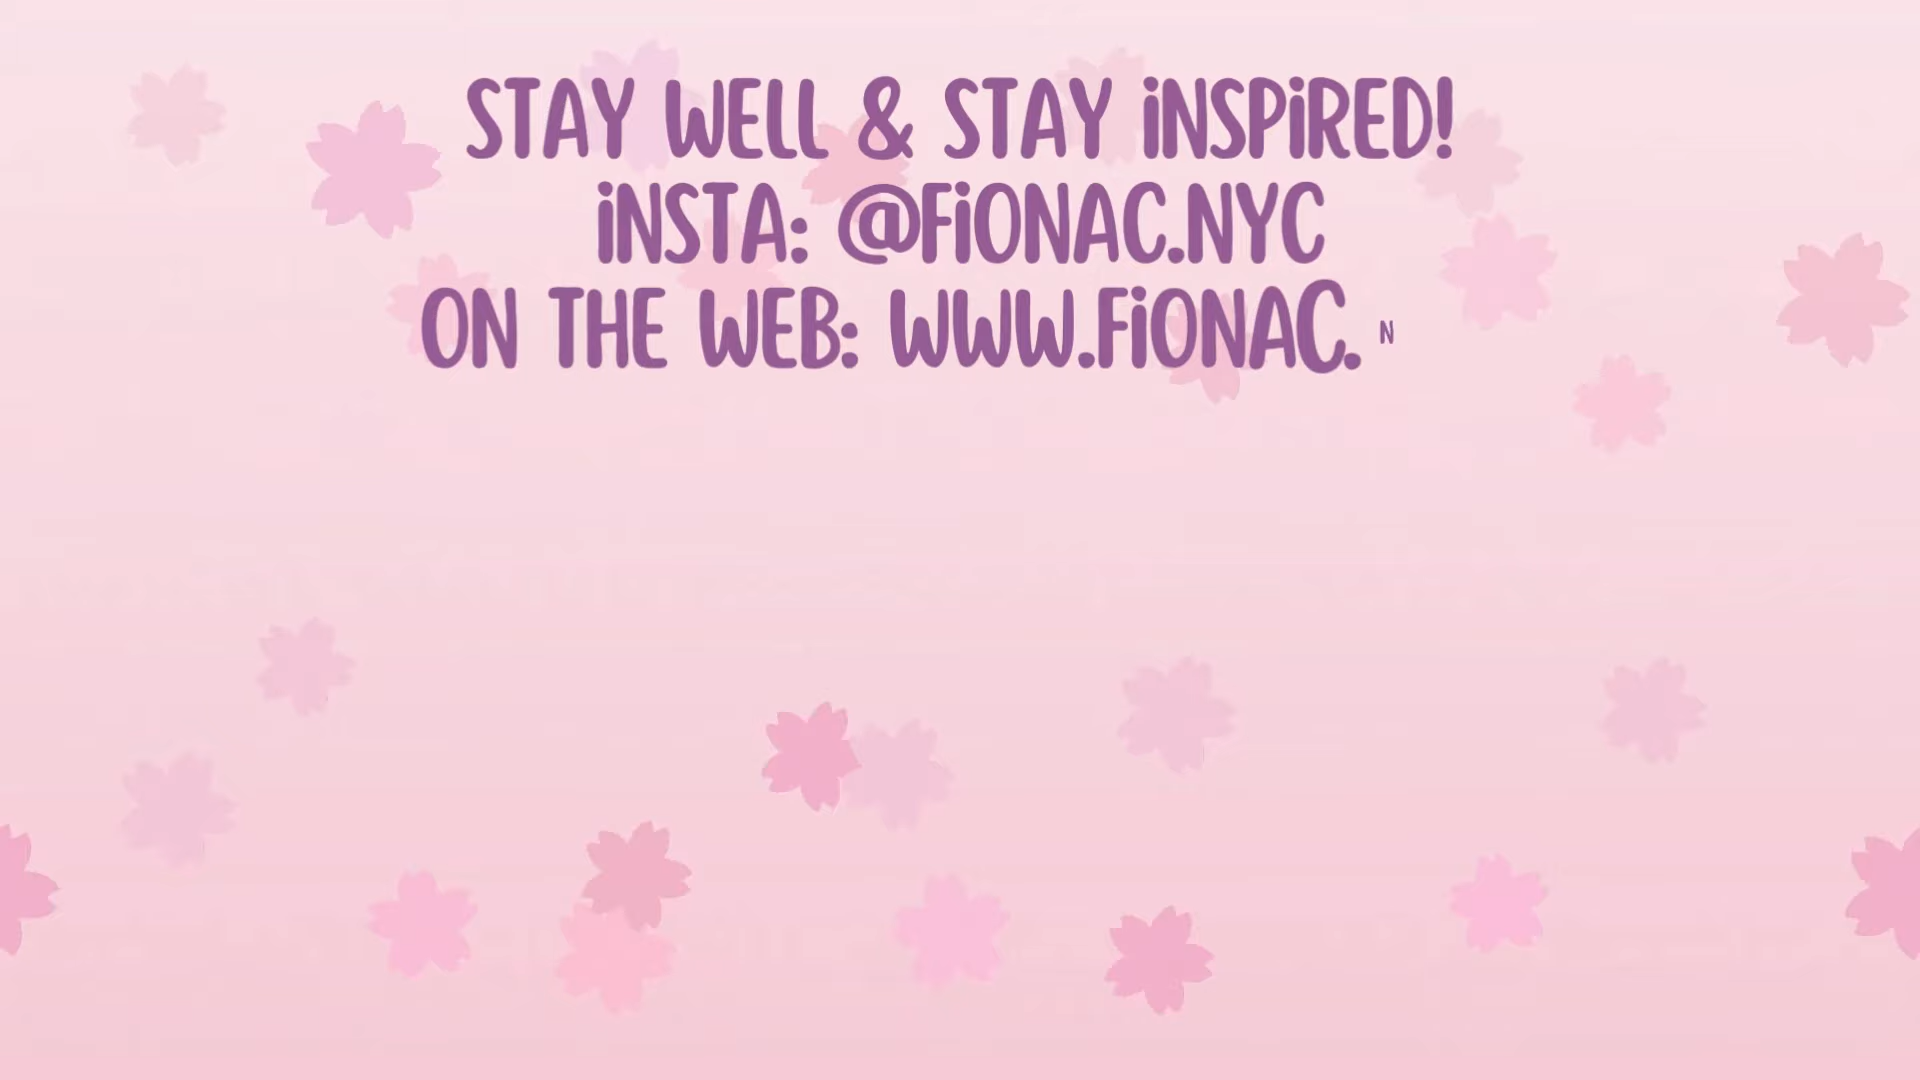 STAY WELL & STAY iNSPiRED!
iNSTA: @FiONAC.NYC
ON THE WEB: WWW.FiONAC. N